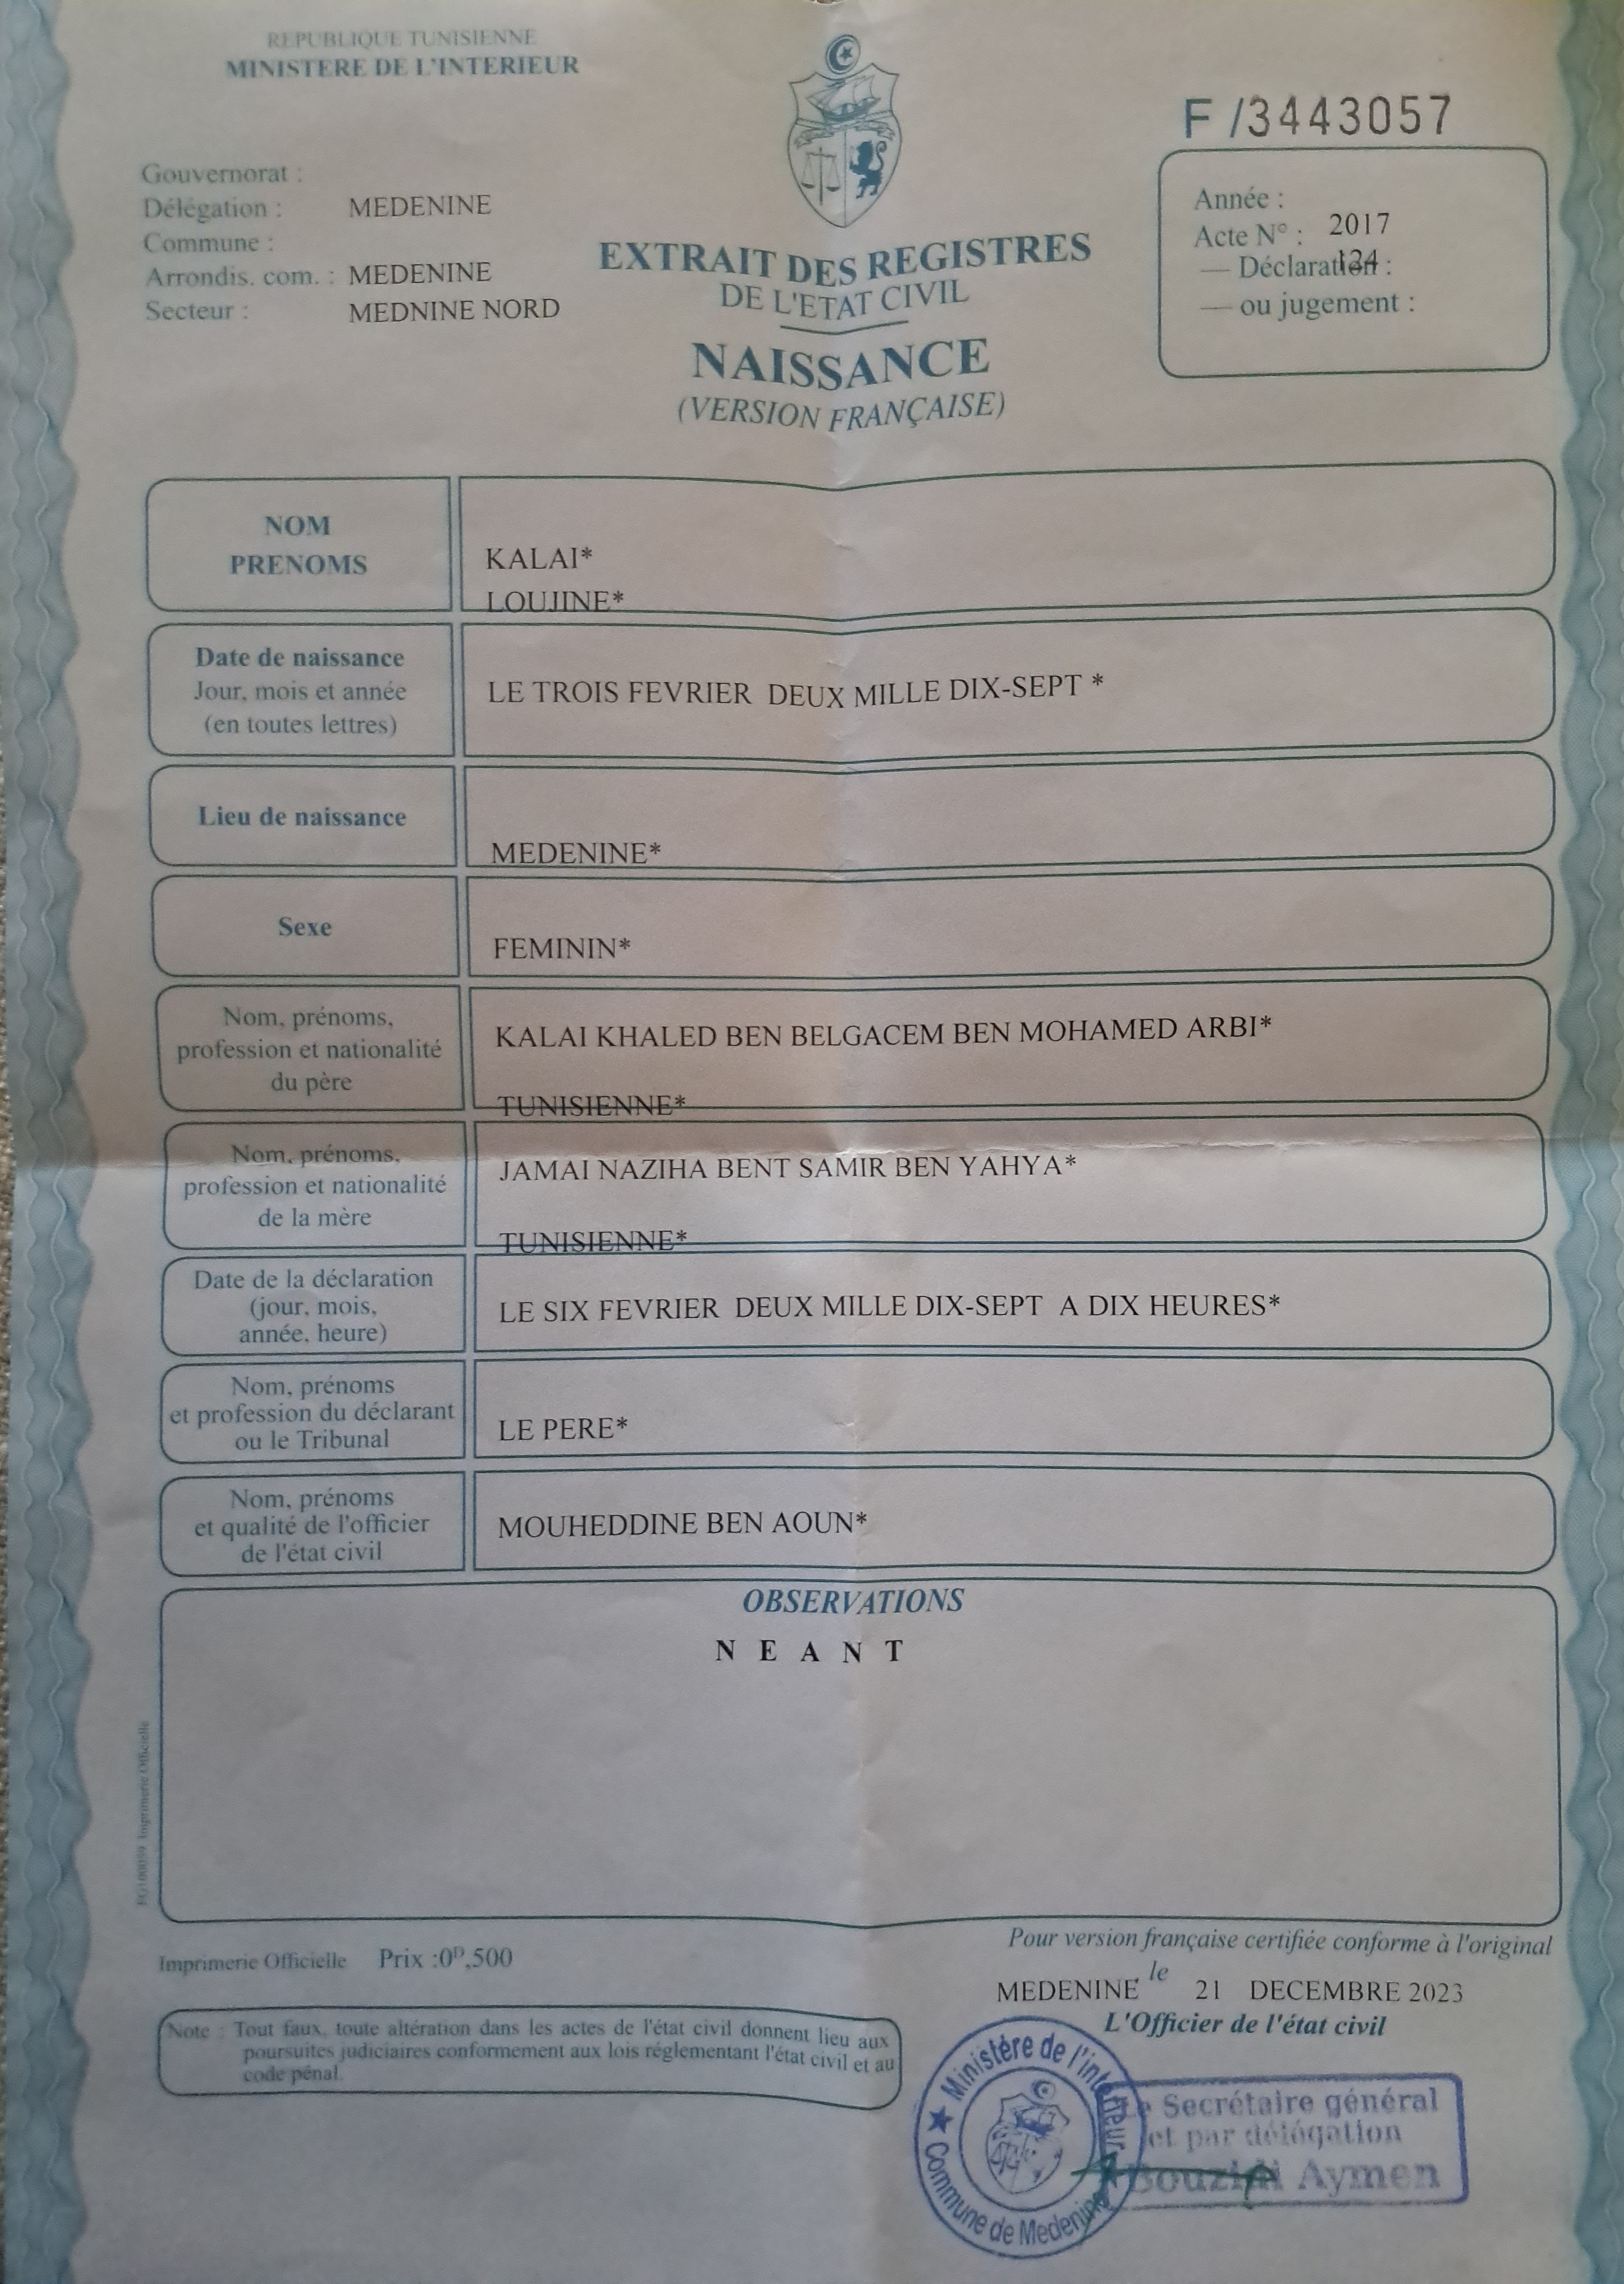 REPUBLIQUE TUNISIENNE
MINISTERE DE L'INTERIEUR
F /3443057
Gouvernorat :
Délégation : MEDENINE
Commune :
Arrondis. com. : MEDENINE
Secteur : MEDNINE NORD
EXTRAIT DES REGISTRES
DE L'ETAT CIVIL
NAISSANCE
(VERSION FRANÇAISE)
Année :
Acte N° : 2017
— Déclaration : 124
— ou jugement :
NOM
PRENOMS
KALAI*
LOUJINE*
Date de naissance
Jour, mois et année
(en toutes lettres)
LE TROIS FEVRIER DEUX MILLE DIX-SEPT *
Lieu de naissance
MEDENINE*
Sexe
FEMININ*
Nom, prénoms,
profession et nationalité
du père
KALAI KHALED BEN BELGACEM BEN MOHAMED ARBI*
TUNISIENNE*
Nom, prénoms,
profession et nationalité
de la mère
JAMAI NAZIHA BENT SAMIR BEN YAHYA*
TUNISIENNE*
Date de la déclaration
(jour, mois,
année, heure)
LE SIX FEVRIER DEUX MILLE DIX-SEPT A DIX HEURES*
Nom, prénoms
et profession du déclarant
ou le Tribunal
LE PERE*
Nom, prénoms
et qualité de l'officier
de l'état civil
MOUHEDDINE BEN AOUN*
OBSERVATIONS
N E A N T
Imprimerie Officielle
Imprimerie Officielle Prix :0ᴰ,500
Pour version française certifiée conforme à l'original
MEDENINE le 21 DECEMBRE 2023
L'Officier de l'état civil
Note : Tout faux, toute altération dans les actes de l'état civil donnent lieu aux
poursuites judiciaires conformement aux lois réglementant l'état civil et au
code pénal.
Ministère de l'intérieur
Commune de Medenine
Le Secrétaire général
et par délégation
Bouzidi Aymen